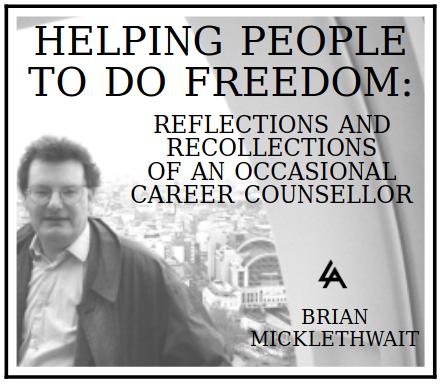 HELPING PEOPLE
TO DO FREEDOM:
REFLECTIONS AND
RECOLLECTIONS
OF AN OCCASIONAL
CAREER COUNSELLOR
BRIAN
MICKLETHWAIT